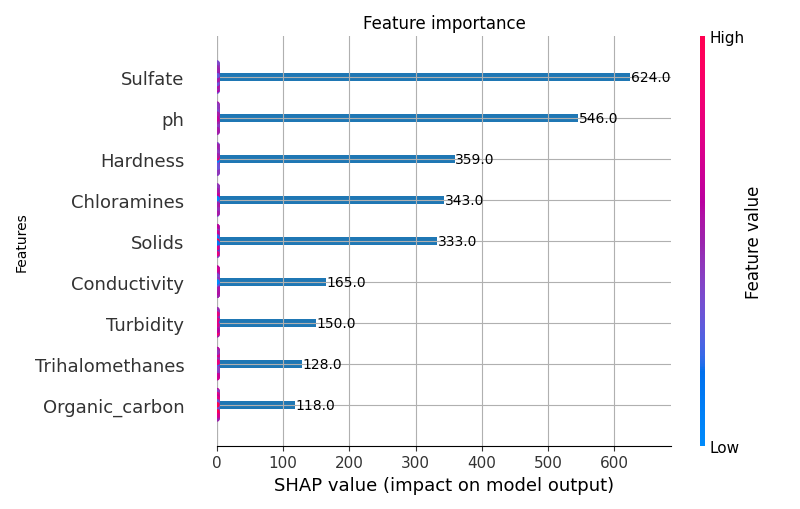 Feature importance
High
Sulfate
624.0
ph
546.0
Hardness
359.0
Chloramines
343.0
Solids
333.0
Conductivity
165.0
Turbidity
150.0
Trihalomethanes
128.0
Organic_carbon
118.0
Features
Feature value
Low
0 100 200 300 400 500 600
SHAP value (impact on model output)